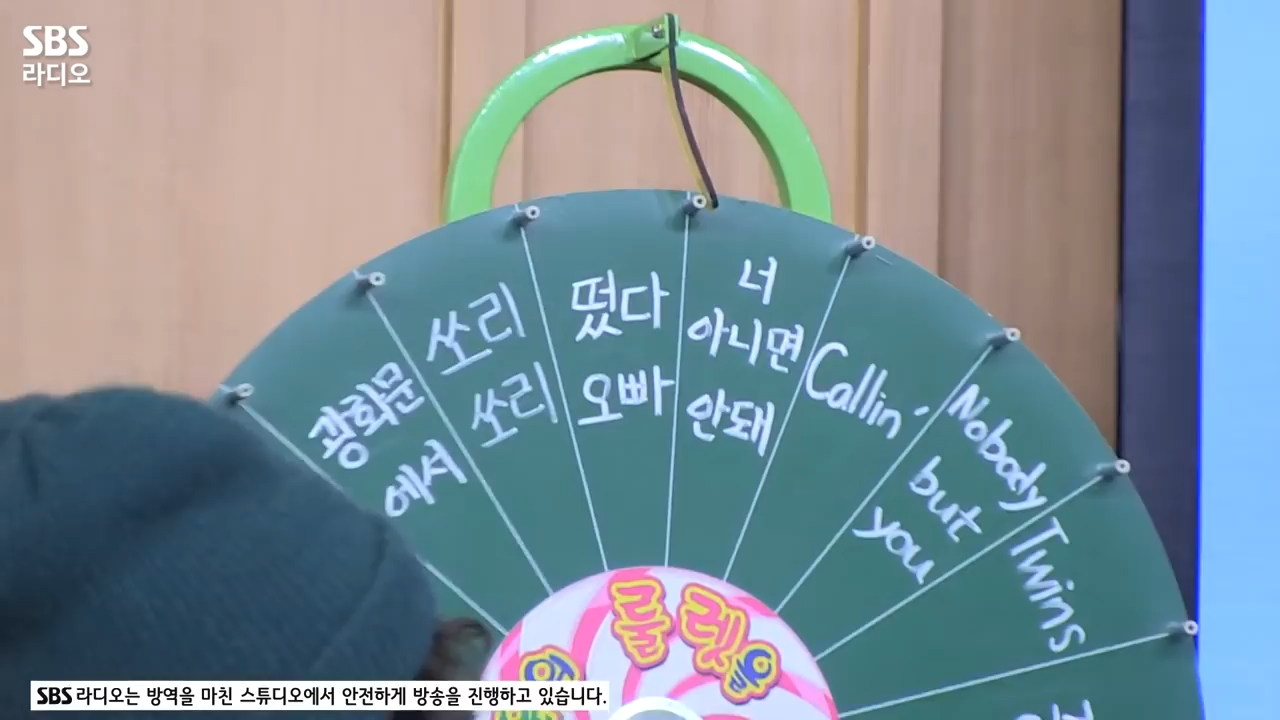 SBS
라디오
광화문
에서
쏘리
쏘리
떴다
오빠
너
아니면
안돼
Callin'
Nobody
but
you
Twins
룰렛
SBS 라디오는 방역을 마친 스튜디오에서 안전하게 방송을 진행하고 있습니다.